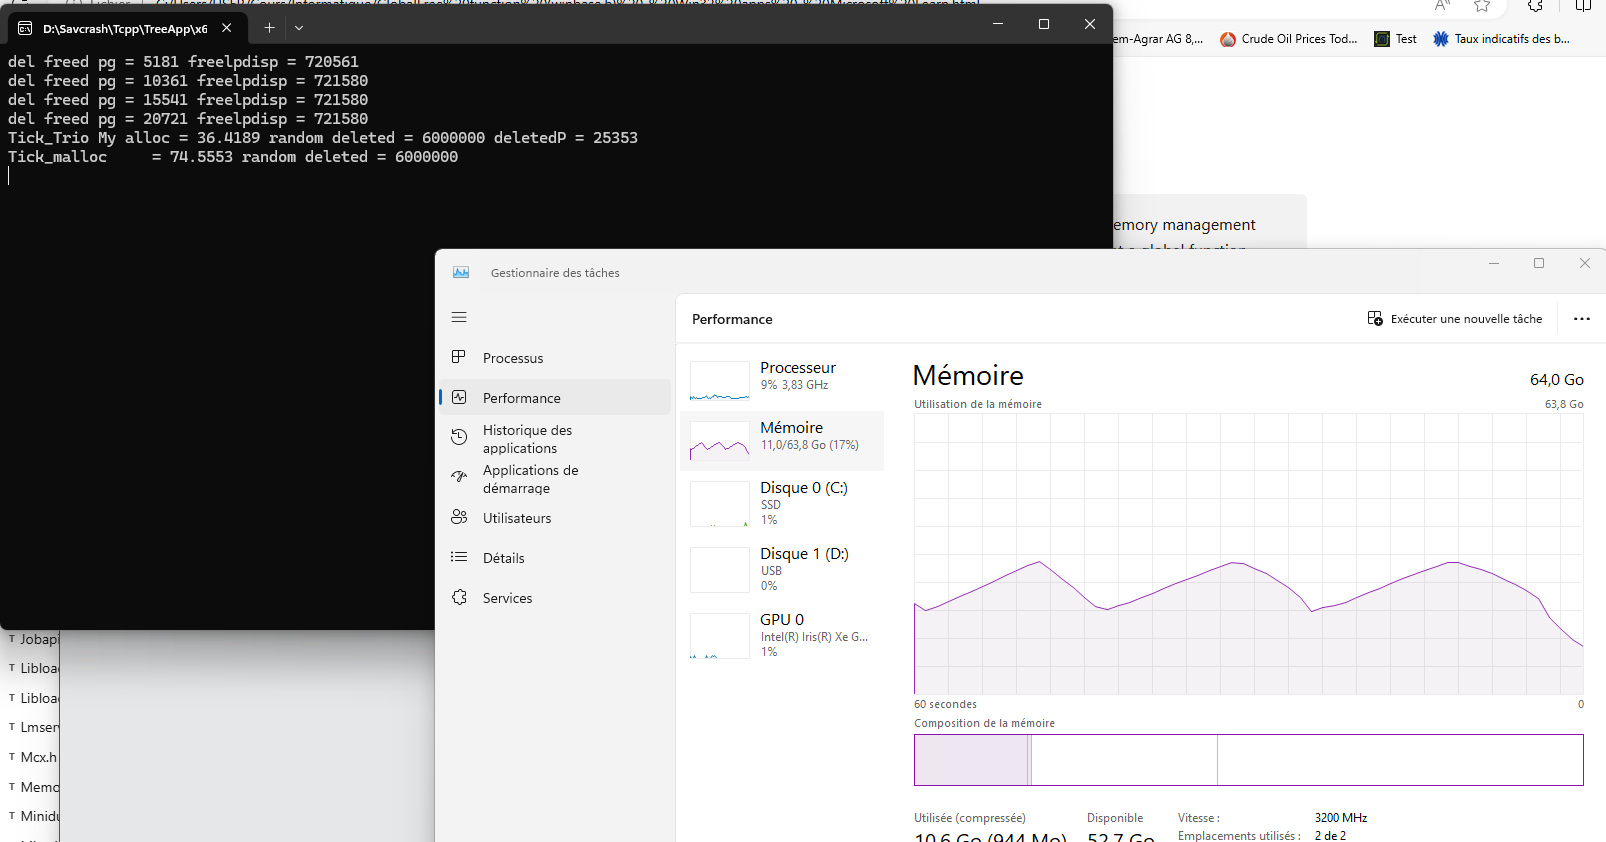 D:\Savcrash\Tcpp\TreeApp\x6
em-Agrar AG 8,...
Crude Oil Prices Tod...
Test
Taux indicatifs des b...
del freed pg = 5181 freelpdisp = 720561
del freed pg = 10361 freelpdisp = 721580
del freed pg = 15541 freelpdisp = 721580
del freed pg = 20721 freelpdisp = 721580
Tick_Trio My alloc = 36.4189 random deleted = 6000000 deletedP = 25353
Tick_malloc     = 74.5553 random deleted = 6000000
emory management
Gestionnaire des tâches
Performance
Exécuter une nouvelle tâche
Processus
Performance
Historique des
applications
Applications de
démarrage
Utilisateurs
Détails
Services
Processeur
9% 3,83 GHz
Mémoire
11,0/63,8 Go (17%)
Disque 0 (C:)
SSD
1%
Disque 1 (D:)
USB
0%
GPU 0
Intel(R) Iris(R) Xe G...
1%
Mémoire
64,0 Go
Utilisation de la mémoire
63,8 Go
60 secondes
0
Composition de la mémoire
Utilisée (compressée)
Disponible
Vitesse :
3200 MHz
10,6 Go (944 Mo)
52,7 Go
Emplacements utilisés :
2 de 2
Jobapi
Libloa
Libloa
Lmser
Mcx.h
Memo
Minidu